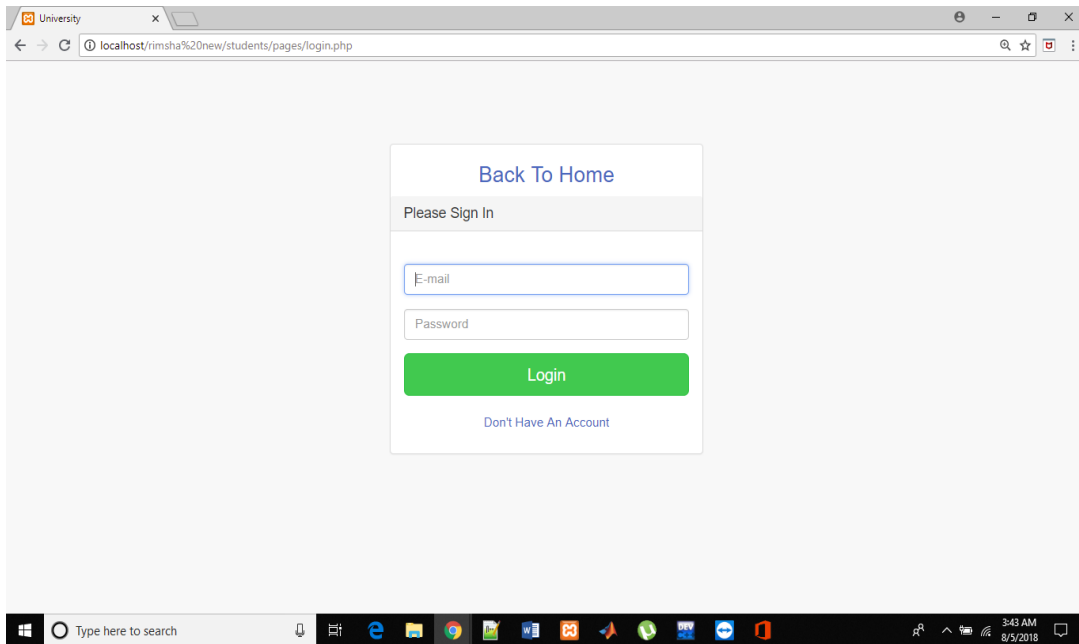 University
localhost/rimsha%20new/students/pages/login.php
Back To Home
Please Sign In
E-mail
Password
Login
Don't Have An Account
Type here to search
DEV
3:43 AM
8/5/2018